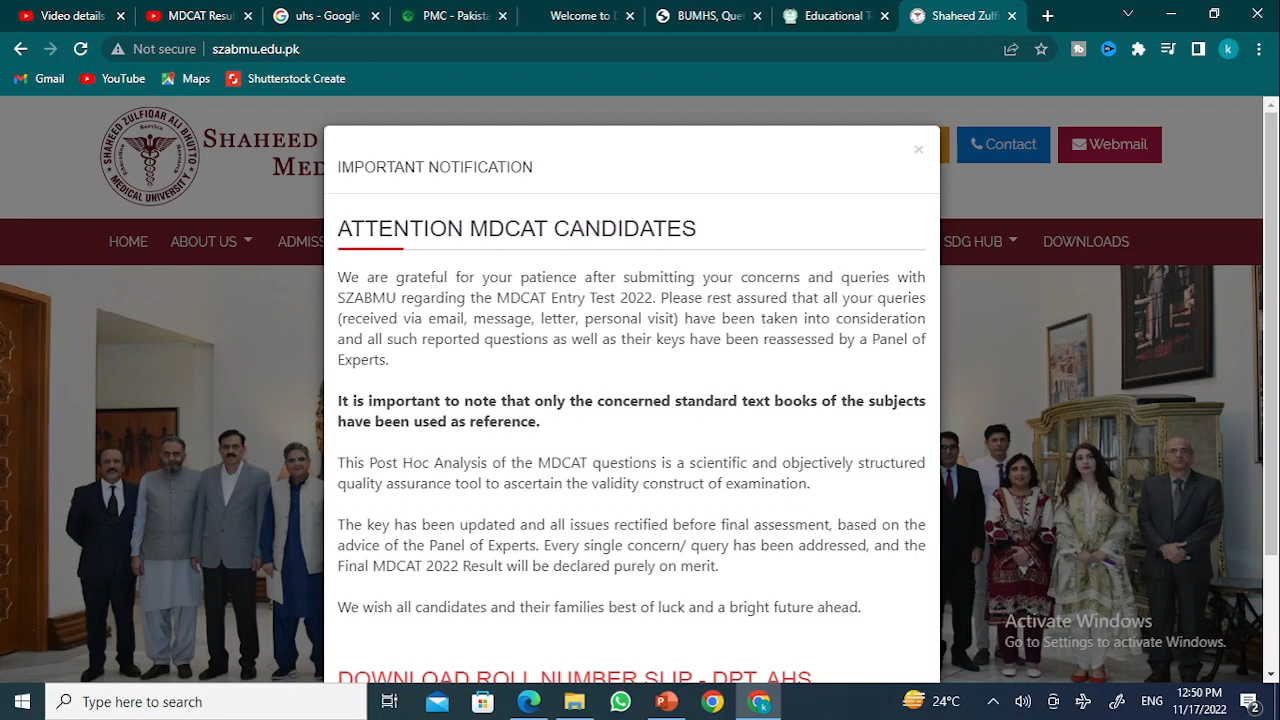 Video details
MDCAT Resu
uhs - Google
PMC - Pakista
Welcome to D
BUMHS, Quet
Educational Te
Shaheed Zulfi
Not secure
szabmu.edu.pk
Gmail
YouTube
Maps
Shutterstock Create
SHAHEED ZULFIQAR ALI BHUTTO
MEDICAL UNIVERSITY
SHAHEED
MED
Contact
Webmail
IMPORTANT NOTIFICATION
×
HOME
ABOUT US
ADMISS
SDG HUB
DOWNLOADS
ATTENTION MDCAT CANDIDATES
We are grateful for your patience after submitting your concerns and queries with
SZABMU regarding the MDCAT Entry Test 2022. Please rest assured that all your queries
(received via email, message, letter, personal visit) have been taken into consideration
and all such reported questions as well as their keys have been reassessed by a Panel of
Experts.
It is important to note that only the concerned standard text books of the subjects
have been used as reference.
This Post Hoc Analysis of the MDCAT questions is a scientific and objectively structured
quality assurance tool to ascertain the validity construct of examination.
The key has been updated and all issues rectified before final assessment, based on the
advice of the Panel of Experts. Every single concern/ query has been addressed, and the
Final MDCAT 2022 Result will be declared purely on merit.
We wish all candidates and their families best of luck and a bright future ahead.
DOWNLOAD ROLL NUMBER SLIP - DPT, AHS
Activate Windows
Go to Settings to activate Windows.
Type here to search
24°C
ENG
12:50 PM
11/17/2022
2